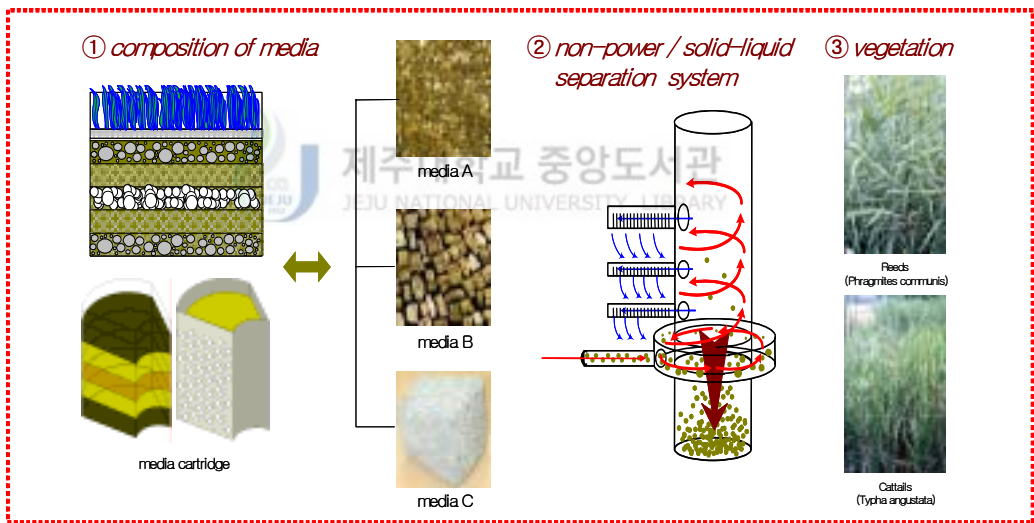 ① composition of media
② non-power / solid-liquid
separation system
③ vegetation
제주대학교 중앙도서관
JEJU NATIONAL UNIVERSITY LIBRARY
JEJU
media A
media B
media C
media cartridge
Reeds
(Phragmites communis)
Cattails
(Typha angustata)